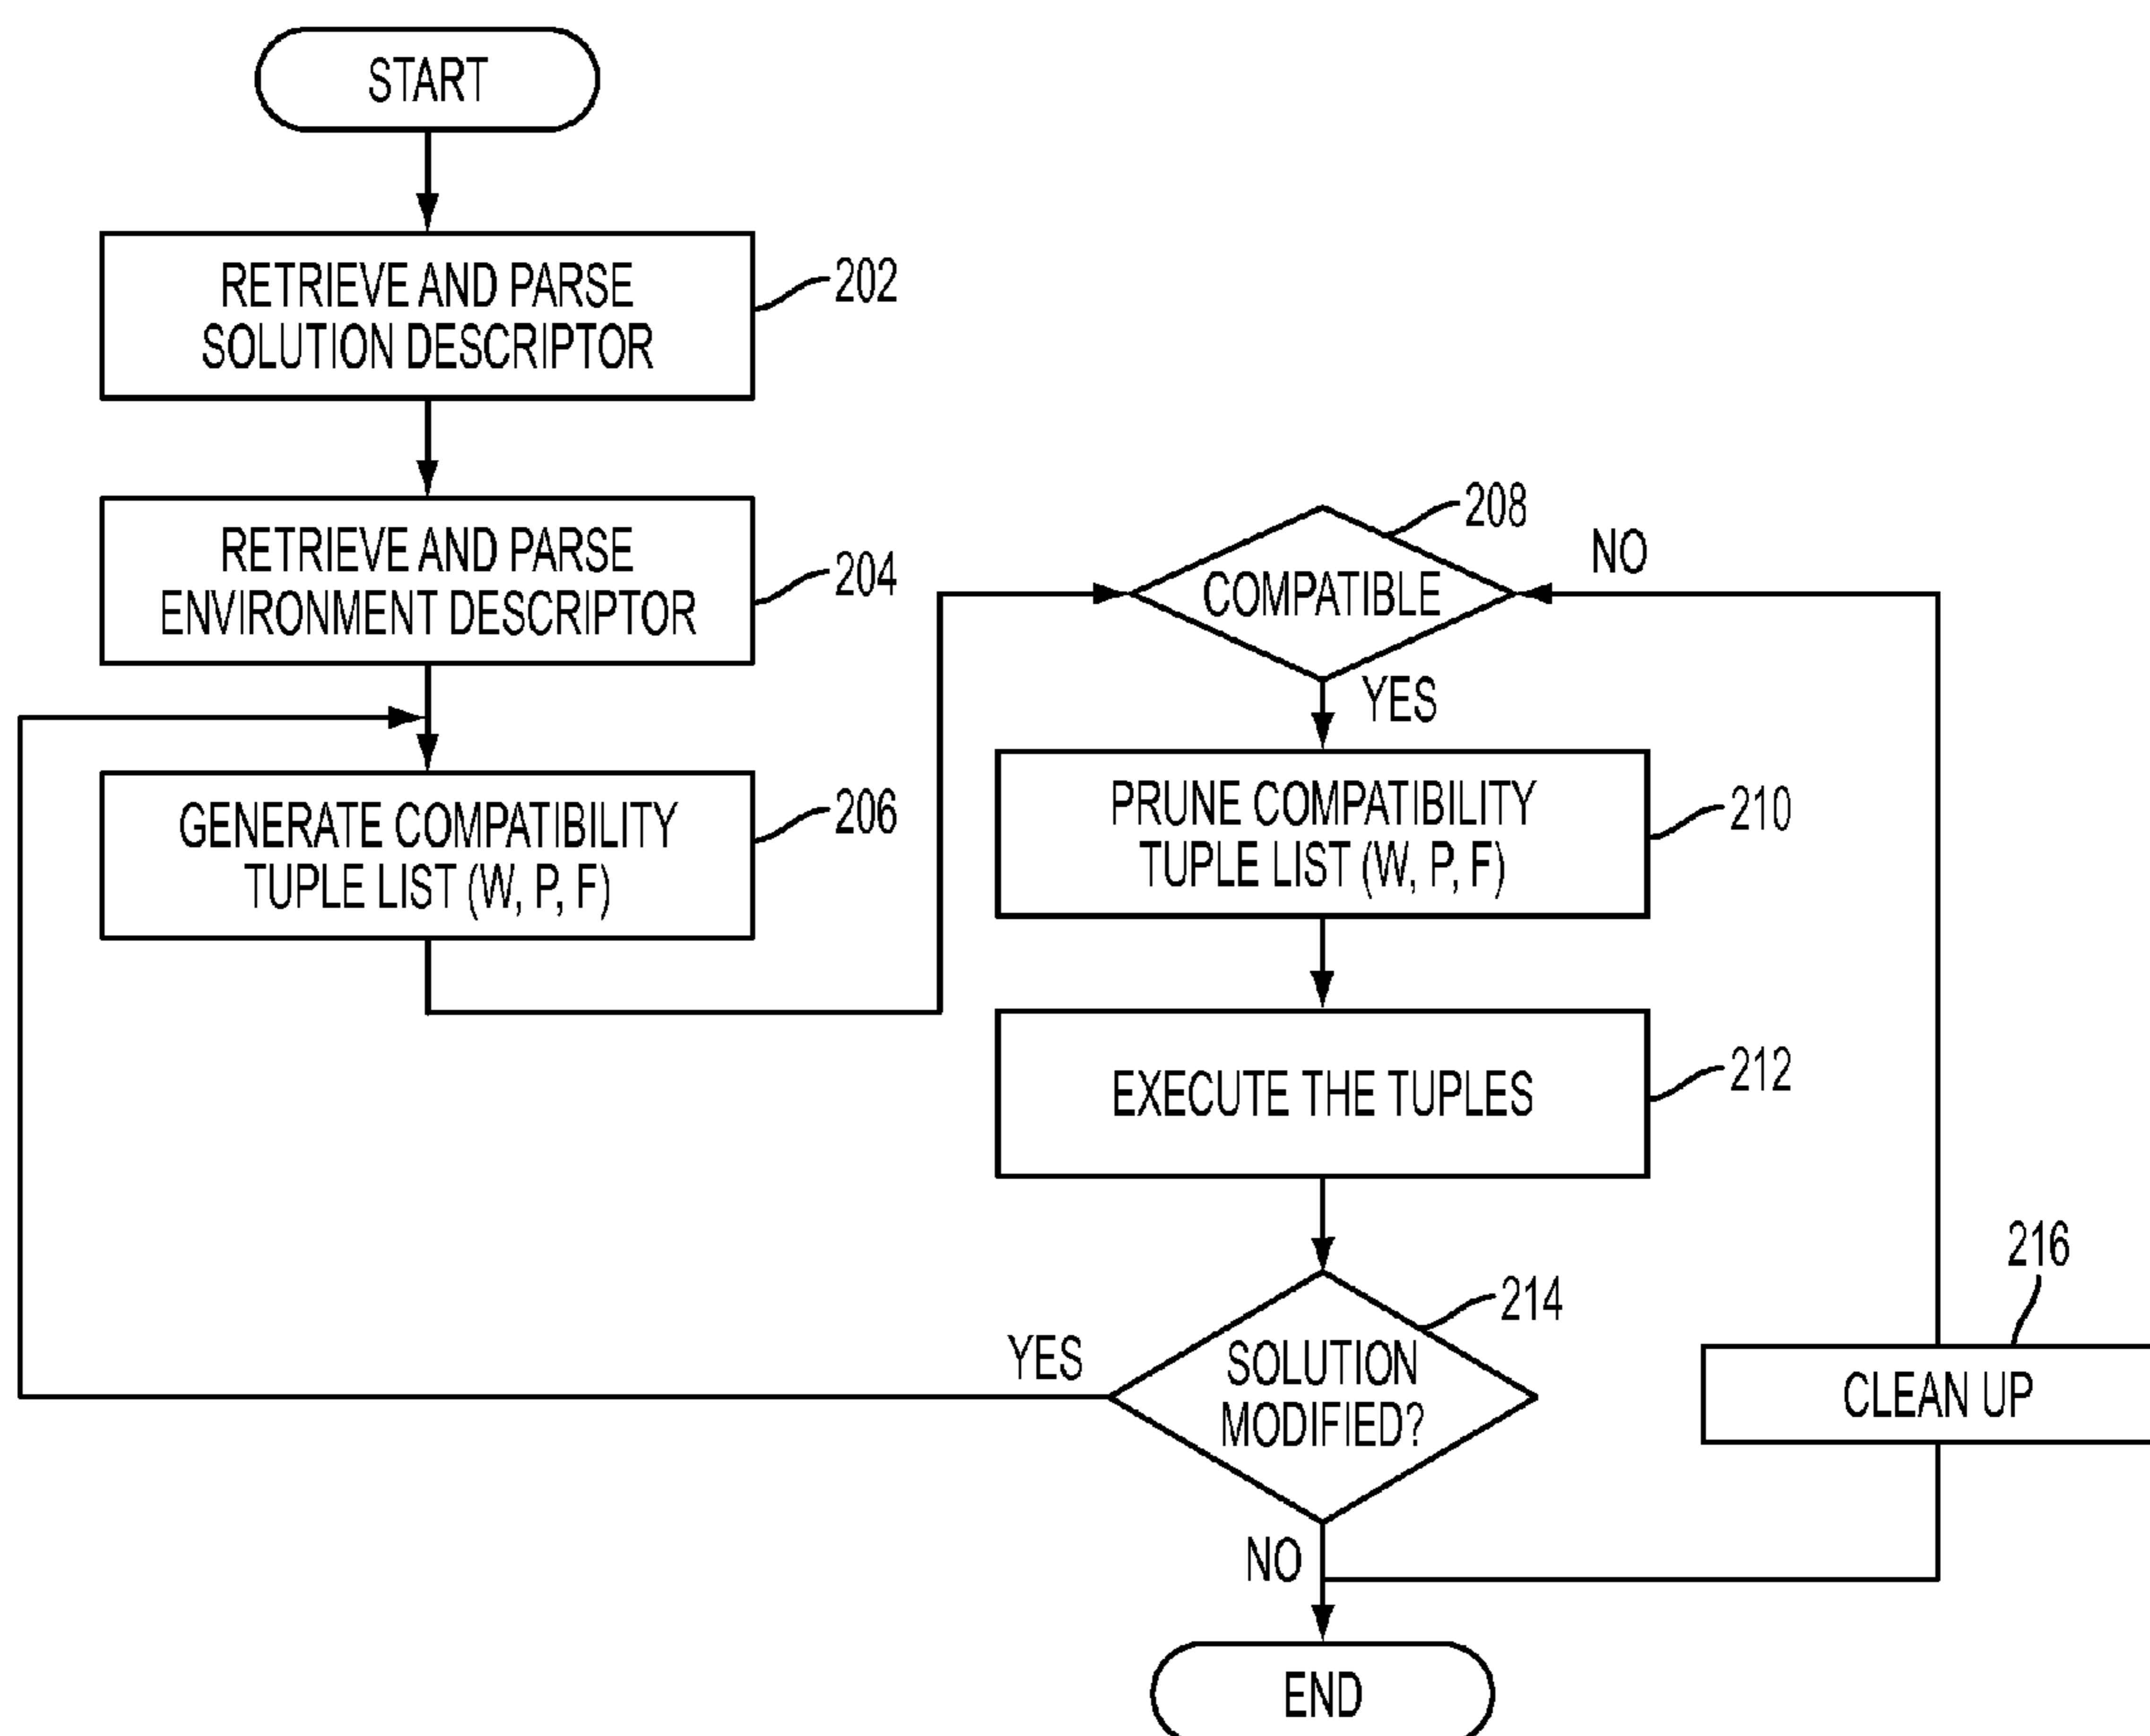 START
RETRIEVE AND PARSE
SOLUTION DESCRIPTOR
202
RETRIEVE AND PARSE
ENVIRONMENT DESCRIPTOR
204
GENERATE COMPATIBILITY
TUPLE LIST (W, P, F)
206
208
COMPATIBLE
NO
YES
PRUNE COMPATIBILITY
TUPLE LIST (W, P, F)
210
EXECUTE THE TUPLES
212
214
SOLUTION
MODIFIED?
YES
NO
216
CLEAN UP
END